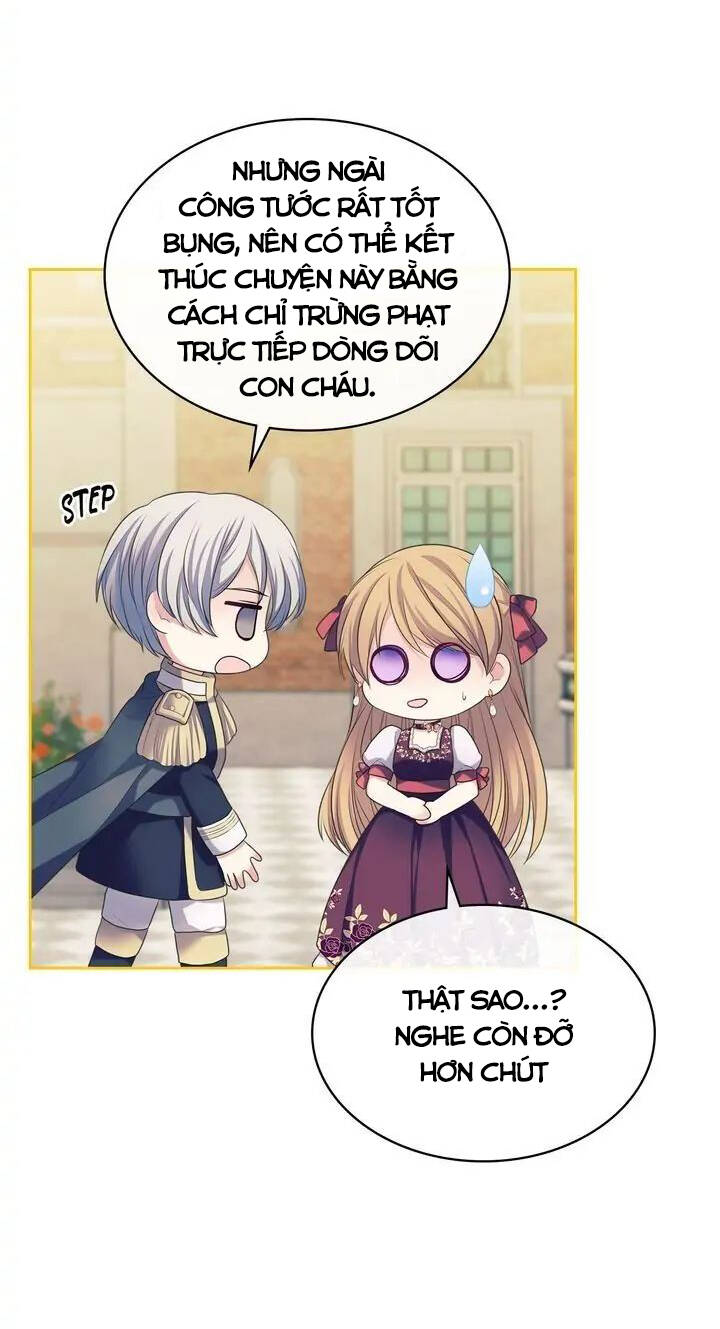 NHƯNG NGÀI
CÔNG TƯỚC RẤT TỐT
BỤNG, NÊN CÓ THỂ KẾT
THÚC CHUYỆN NÀY BẰNG
CÁCH CHỈ TRỪNG PHẠT
TRỰC TIẾP DÒNG DÕI
CON CHÁU.
STEP
THẬT SAO...?
NGHE CÒN ĐỠ
HƠN CHÚT